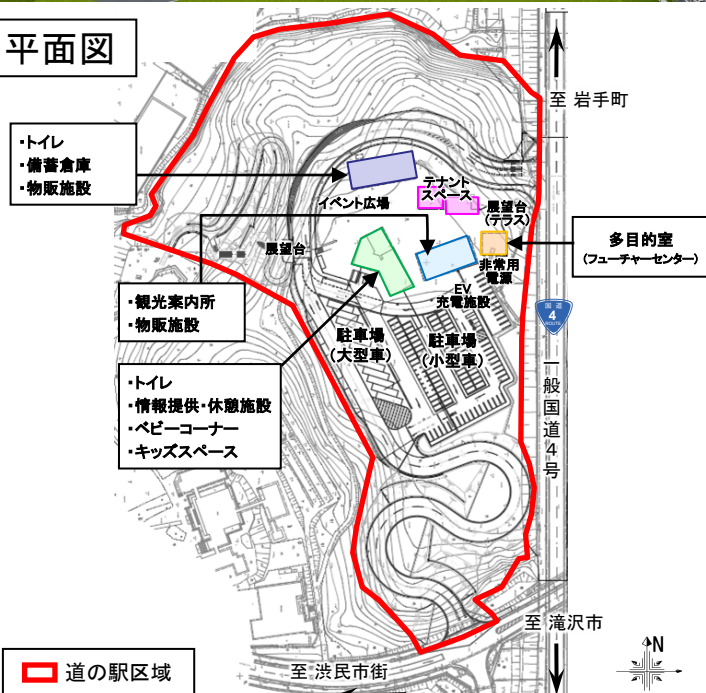 平面図
至 岩手町
・トイレ
・備蓄倉庫
・物販施設
テナント
スペース
イベント広場
展望台
(テラス)
展望台
多目的室
(フューチャーセンター)
非常用
電源
EV
充電施設
・観光案内所
・物販施設
国道
4
ROUTE
駐車場
(大型車)
駐車場
(小型車)
一般国道4号
・トイレ
・情報提供・休憩施設
・ベビーコーナー
・キッズスペース
至 滝沢市
至 渋民市街
道の駅区域
N